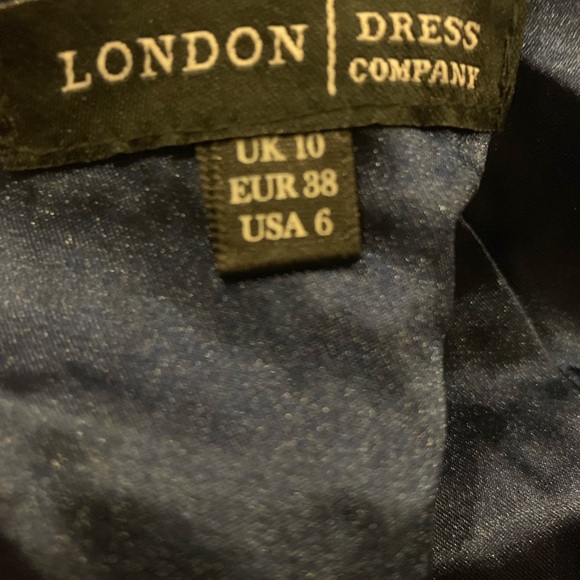 LONDON DRESS
COMPANY
UK 10
EUR 38
USA 6